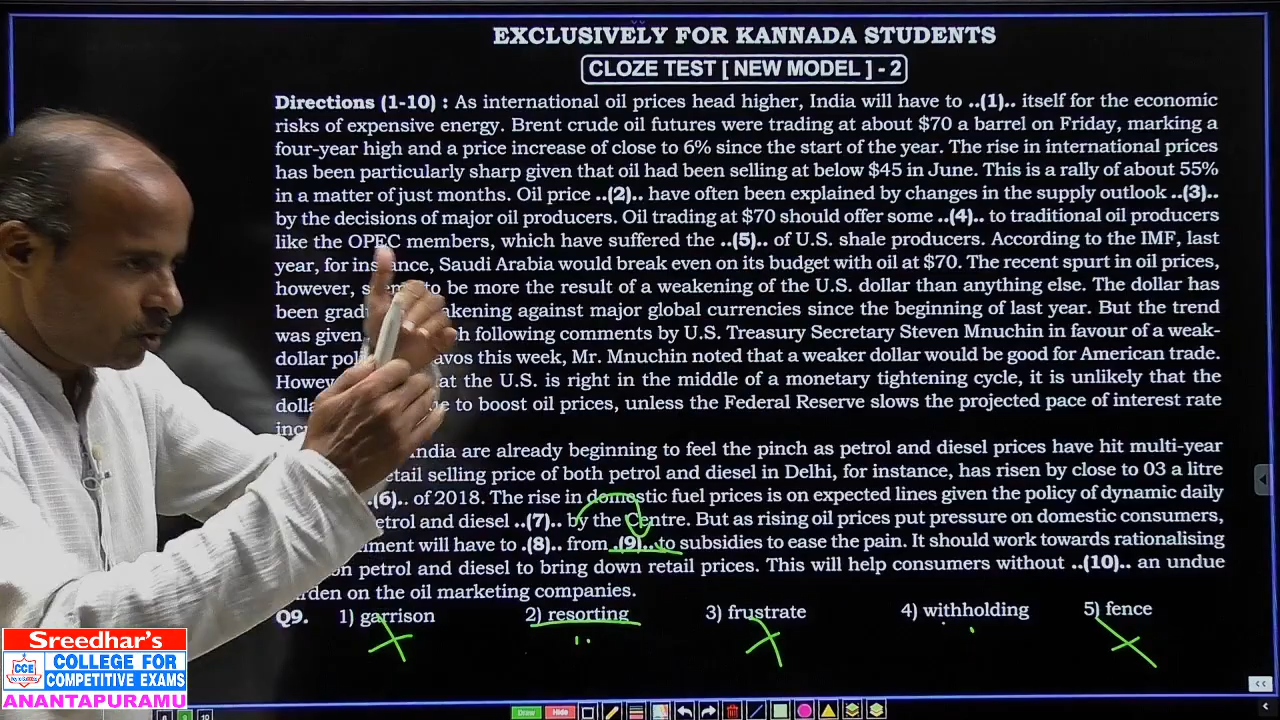 EXCLUSIVELY FOR KANNADA STUDENTS
CLOZE TEST [ NEW MODEL ] - 2
Directions (1-10) : As international oil prices head higher, India will have to ..(1).. itself for the economic
risks of expensive energy. Brent crude oil futures were trading at about $70 a barrel on Friday, marking a
four-year high and a price increase of close to 6% since the start of the year. The rise in international prices
has been particularly sharp given that oil had been selling at below $45 in June. This is a rally of about 55%
in a matter of just months. Oil price ..(2).. have often been explained by changes in the supply outlook ..(3)..
by the decisions of major oil producers. Oil trading at $70 should offer some ..(4).. to traditional oil producers
like the OPEC members, which have suffered the ..(5).. of U.S. shale producers. According to the IMF, last
year, for instance, Saudi Arabia would break even on its budget with oil at $70. The recent spurt in oil prices,
however, to be more the result of a weakening of the U.S. dollar than anything else. The dollar has
been against major global currencies since the beginning of last year. But the trend
was given following comments by U.S. Treasury Secretary Steven Mnuchin in favour of a weak-
dollar this week, Mr. Mnuchin noted that a weaker dollar would be good for American trade.
the U.S. is right in the middle of a monetary tightening cycle, it is unlikely that the
to boost oil prices, unless the Federal Reserve slows the projected pace of interest rate
India are already beginning to feel the pinch as petrol and diesel prices have hit multi-year
selling price of both petrol and diesel in Delhi, for instance, has risen by close to 03 a litre
.(6).. of 2018. The rise in domestic fuel prices is on expected lines given the policy of dynamic daily
petrol and diesel ..(7).. by the Centre. But as rising oil prices put pressure on domestic consumers,
will have to .(8).. from .(9)...to subsidies to ease the pain. It should work towards rationalising
on petrol and diesel to bring down retail prices. This will help consumers without ..(10).. an undue
on the oil marketing companies.
Q9. 1) garrison 2) resorting 3) frustrate 4) withholding 5) fence
Sreedhar's
CCE
COLLEGE FOR
COMPETITIVE EXAMS
ANANTAPURAMU
Draw Hide